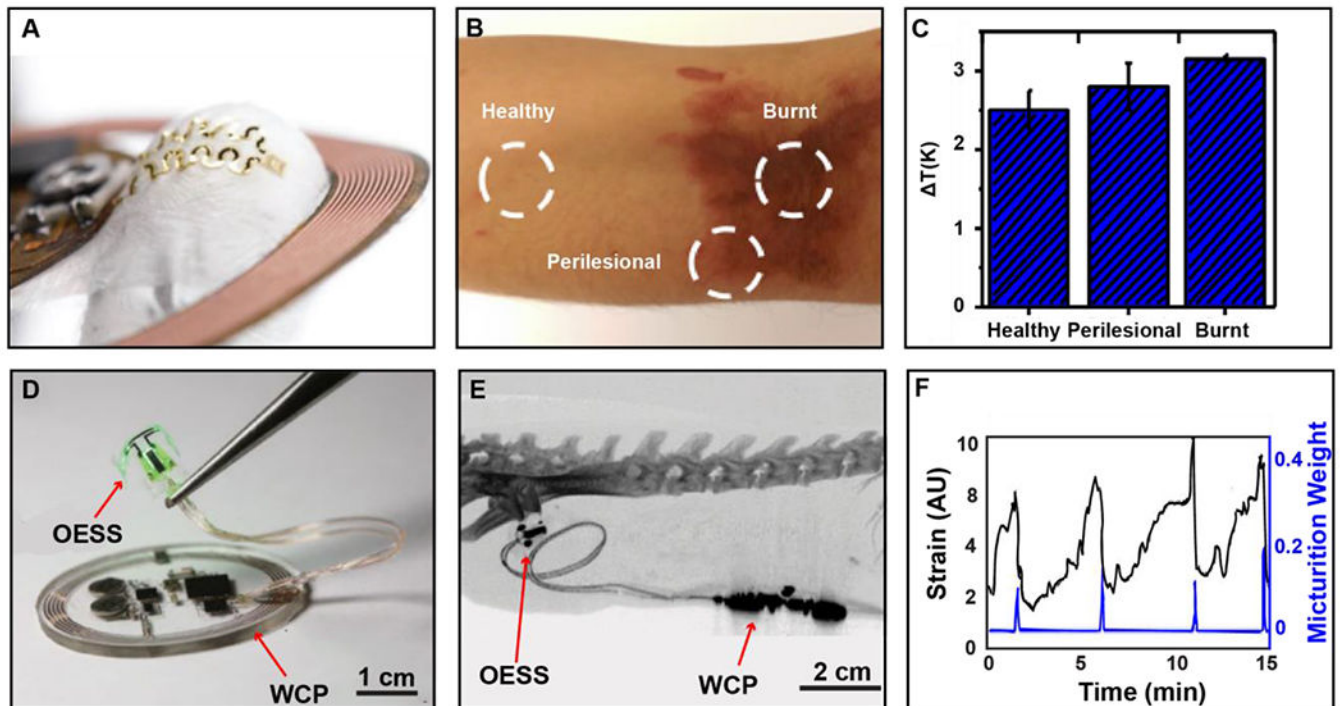 A
B
Healthy
Burnt
Perilesional
C
ΔT(K)
3
2
1
0
Healthy Perilesional Burnt
D
OESS
WCP
1 cm
E
OESS
WCP
2 cm
F
Strain (AU)
10
8
4
2
0
0.4
0.2
0
Micturition Weight
0 5 10 15
Time (min)